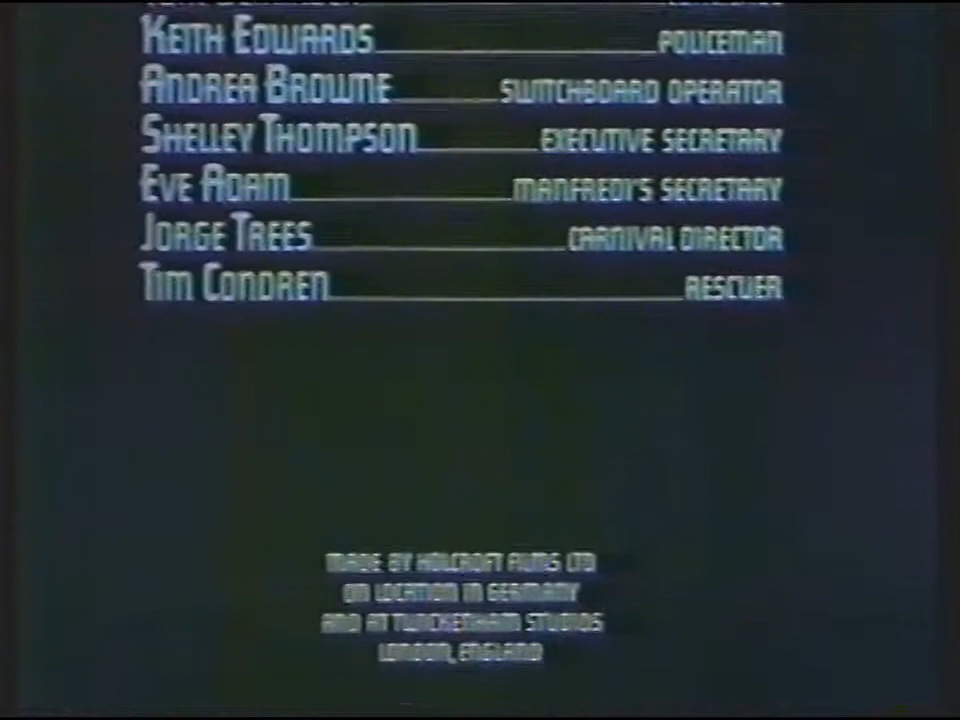 KEITH EDWARDS POLICEMAN
ANDREA BROWNE SWITCHBOARD OPERATOR
SHELLEY THOMPSON EXECUTIVE SECRETARY
EVE ADAM MANFREDI'S SECRETARY
JORGE TREES CARNIVAL DIRECTOR
TIM CONDREN RESCUER
MADE BY HOLCROFT FILMS LTD
ON LOCATION IN GERMANY
AND AT TWICKENHAM STUDIOS
LONDON, ENGLAND